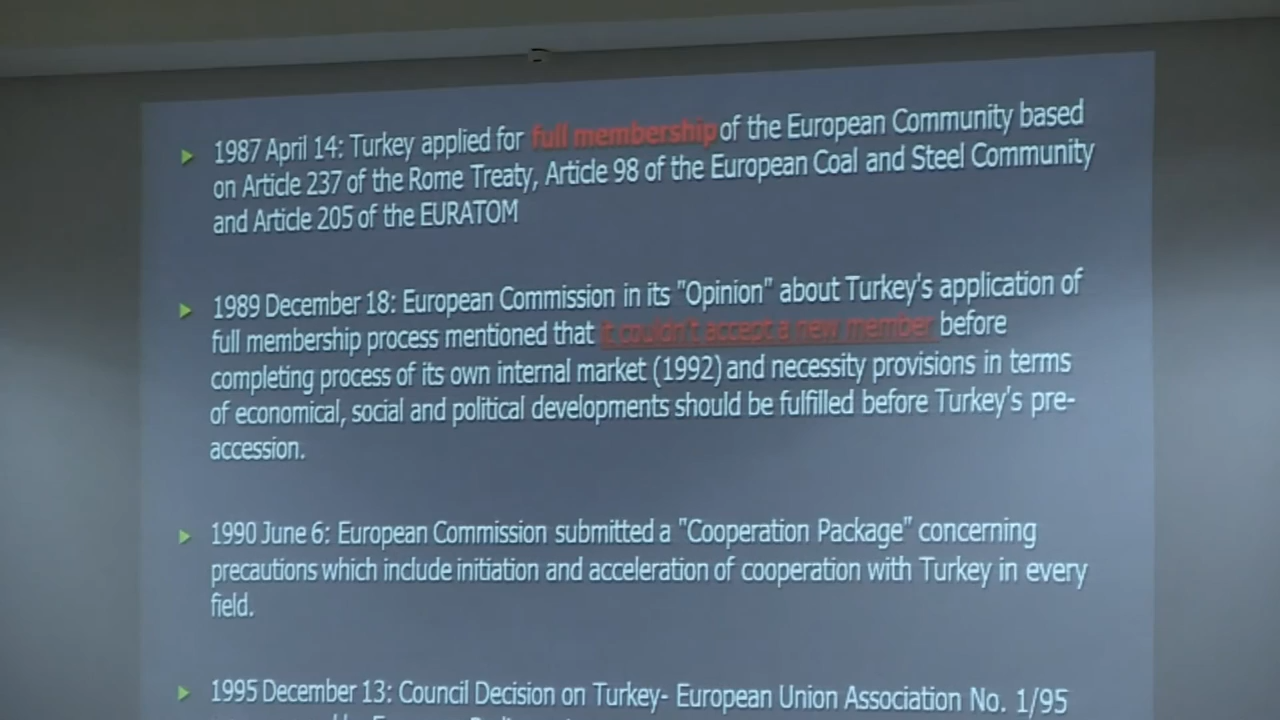 1987 April 14: Turkey applied for full membership of the European Community based
on Article 237 of the Rome Treaty, Article 98 of the European Coal and Steel Community
and Article 205 of the EURATOM
1989 December 18: European Commission in its "Opinion" about Turkey's application of
full membership process mentioned that it couldn't accept a new member before
completing process of its own internal market (1992) and necessity provisions in terms
of economical, social and political developments should be fulfilled before Turkey's pre-
accession.
1990 June 6: European Commission submitted a "Cooperation Package" concerning
precautions which include initiation and acceleration of cooperation with Turkey in every
field.
1995 December 13: Council Decision on Turkey- European Union Association No. 1/95